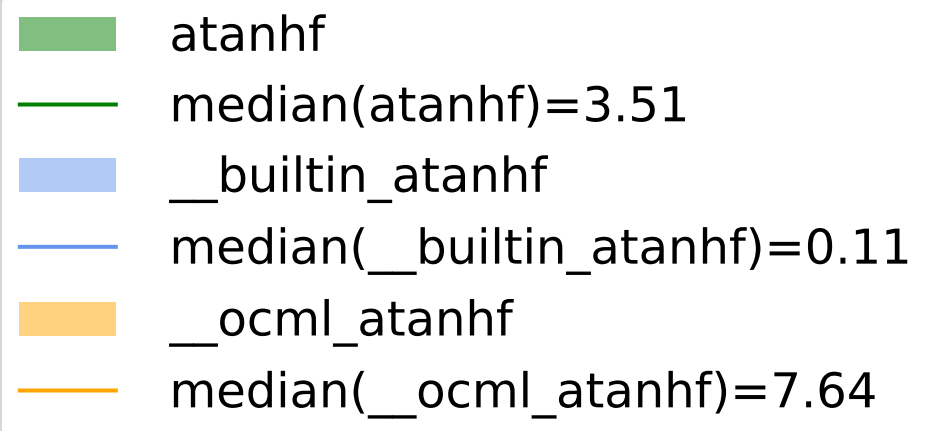 atanhf
median(atanhf)=3.51
__builtin_atanhf
median(__builtin_atanhf)=0.11
__ocml_atanhf
median(__ocml_atanhf)=7.64